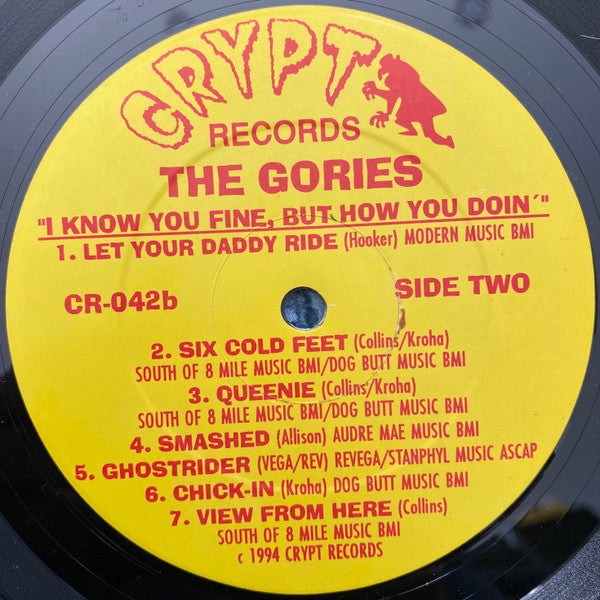 CRYPT
RECORDS
THE GORIES
"I KNOW YOU FINE, BUT HOW YOU DOIN´"
1. LET YOUR DADDY RIDE (Hooker) MODERN MUSIC BMI
CR-042b
SIDE TWO
2. SIX COLD FEET (Collins/Kroha)
SOUTH OF 8 MILE MUSIC BMI/DOG BUTT MUSIC BMI
3. QUEENIE (Collins/Kroha)
SOUTH OF 8 MILE MUSIC BMI/DOG BUTT MUSIC BMI
4. SMASHED (Allison) AUDRE MAE MUSIC BMI
5. GHOSTRIDER (VEGA/REV) REVEGA/STANPHYL MUSIC ASCAP
6. CHICK-IN (Kroha) DOG BUTT MUSIC BMI
7. VIEW FROM HERE (Collins)
SOUTH OF 8 MILE MUSIC BMI
c 1994 CRYPT RECORDS